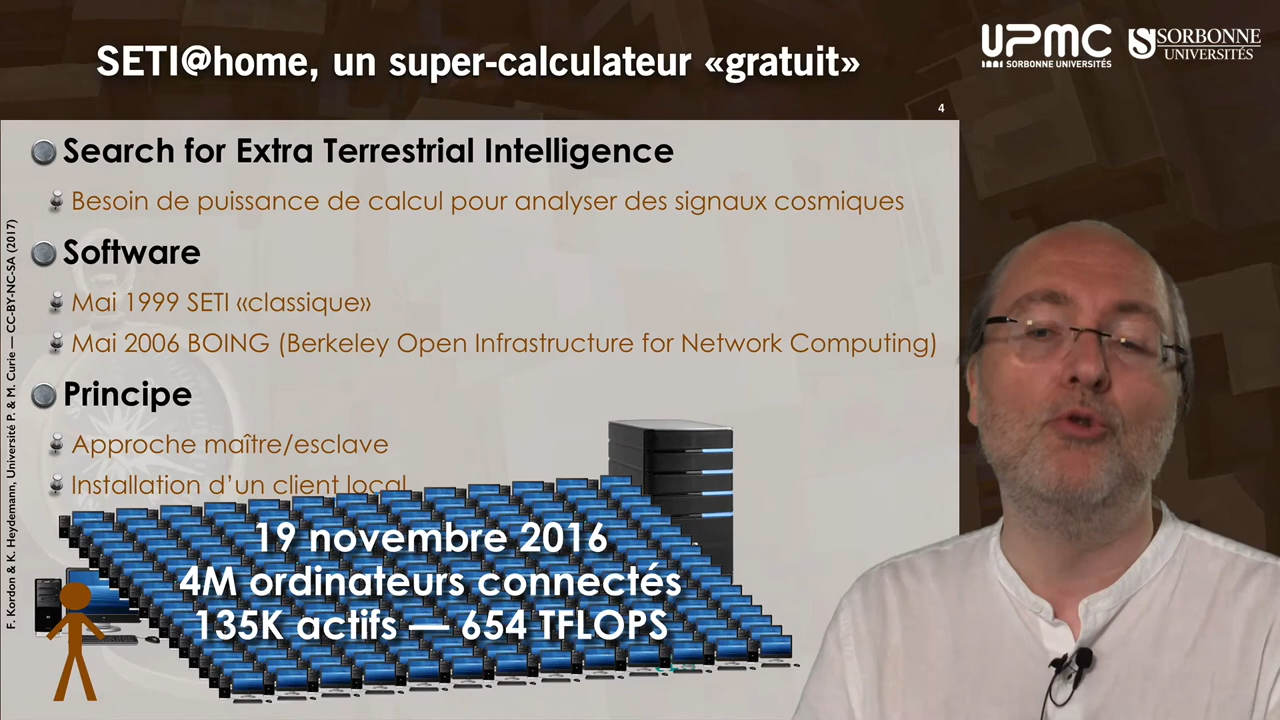 SETI@home, un super-calculateur «gratuit»
UPMC
SORBONNE UNIVERSITÉS
S SORBONNE
UNIVERSITÉS
4
Search for Extra Terrestrial Intelligence
Besoin de puissance de calcul pour analyser des signaux cosmiques
Software
Mai 1999 SETI «classique»
Mai 2006 BOING (Berkeley Open Infrastructure for Network Computing)
Principe
Approche maître/esclave
Installation d'un client local
19 novembre 2016
4M ordinateurs connectés
135K actifs — 654 TFLOPS
F. Kordon & K. Heydemann, Université P. & M. Curie — CC-BY-NC-SA (2017)